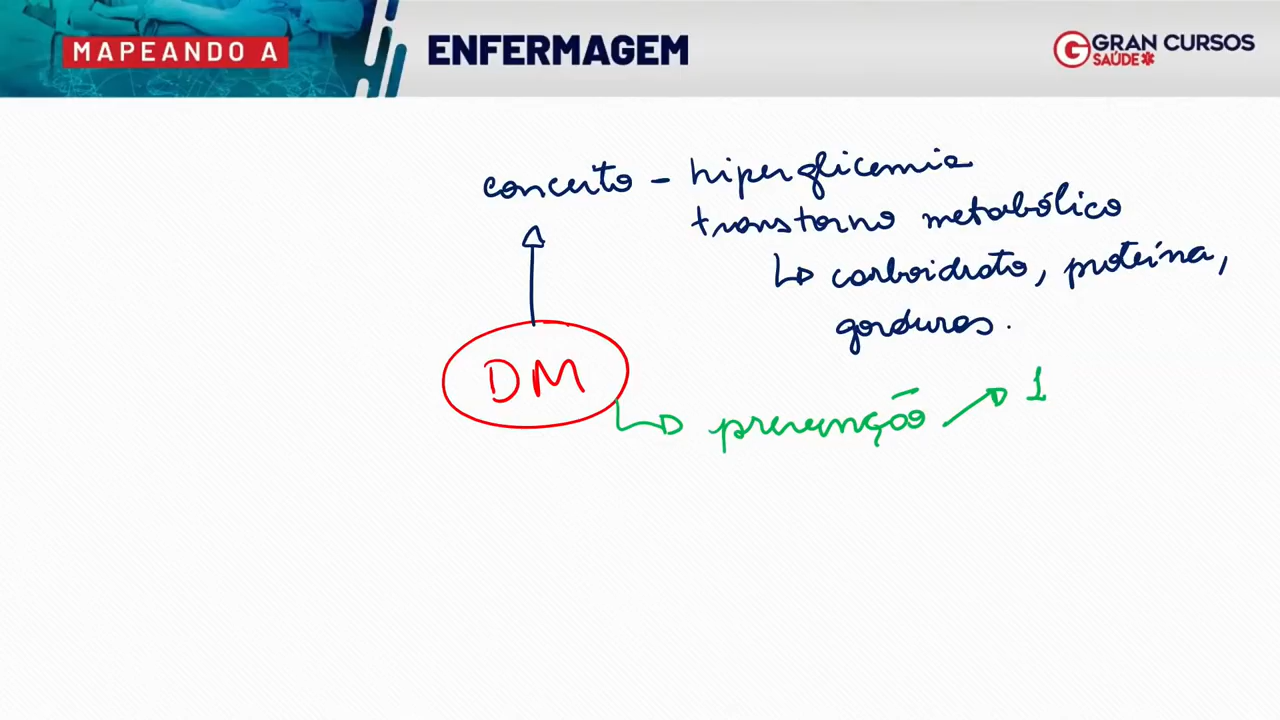 MAPEANDO A
ENFERMAGEM
GRAN CURSOS
SAÚDE
conceito - hiperglicemia
transtorno metabólico
↳ carboidrato, proteína,
gorduras.
DM
↳ prevenção → 1